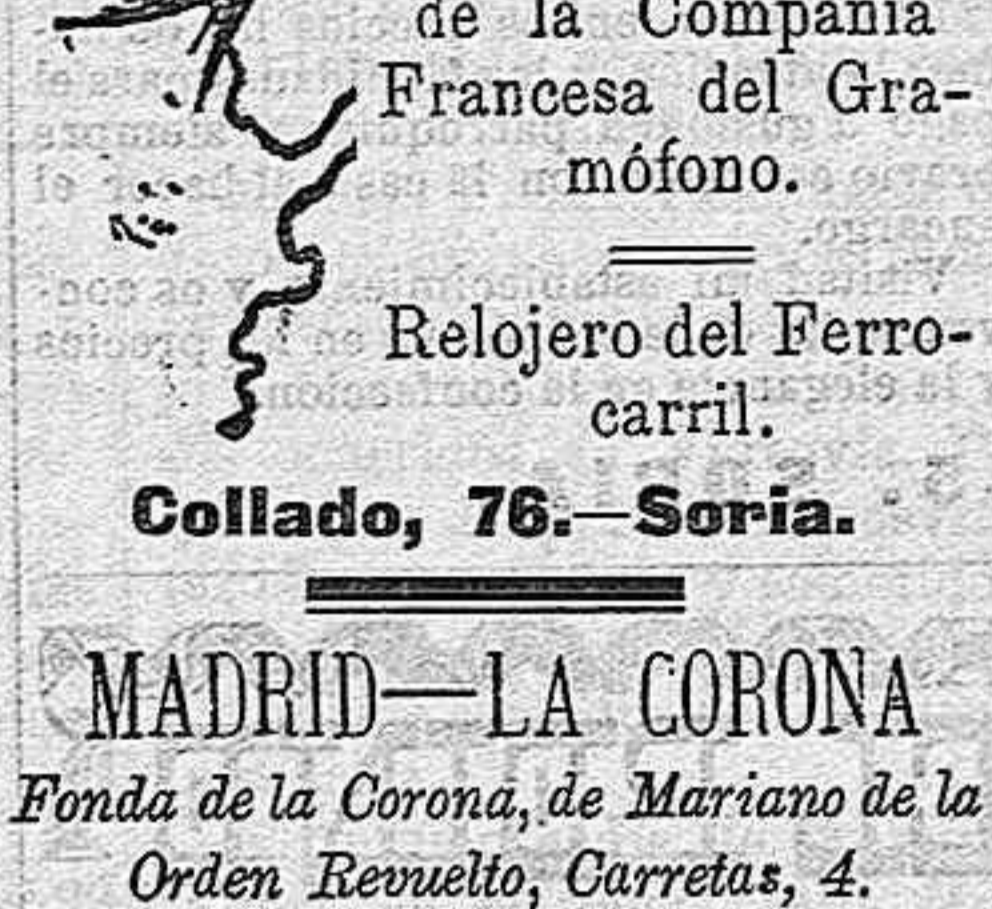 de la Compañía
Francesa del Gra-
mófono.
Relojero del Ferro-
carril.
Collado, 76.—Soria.
MADRID—LA CORONA
Fonda de la Corona, de Mariano de la
Orden Revuelto, Carretas, 4.